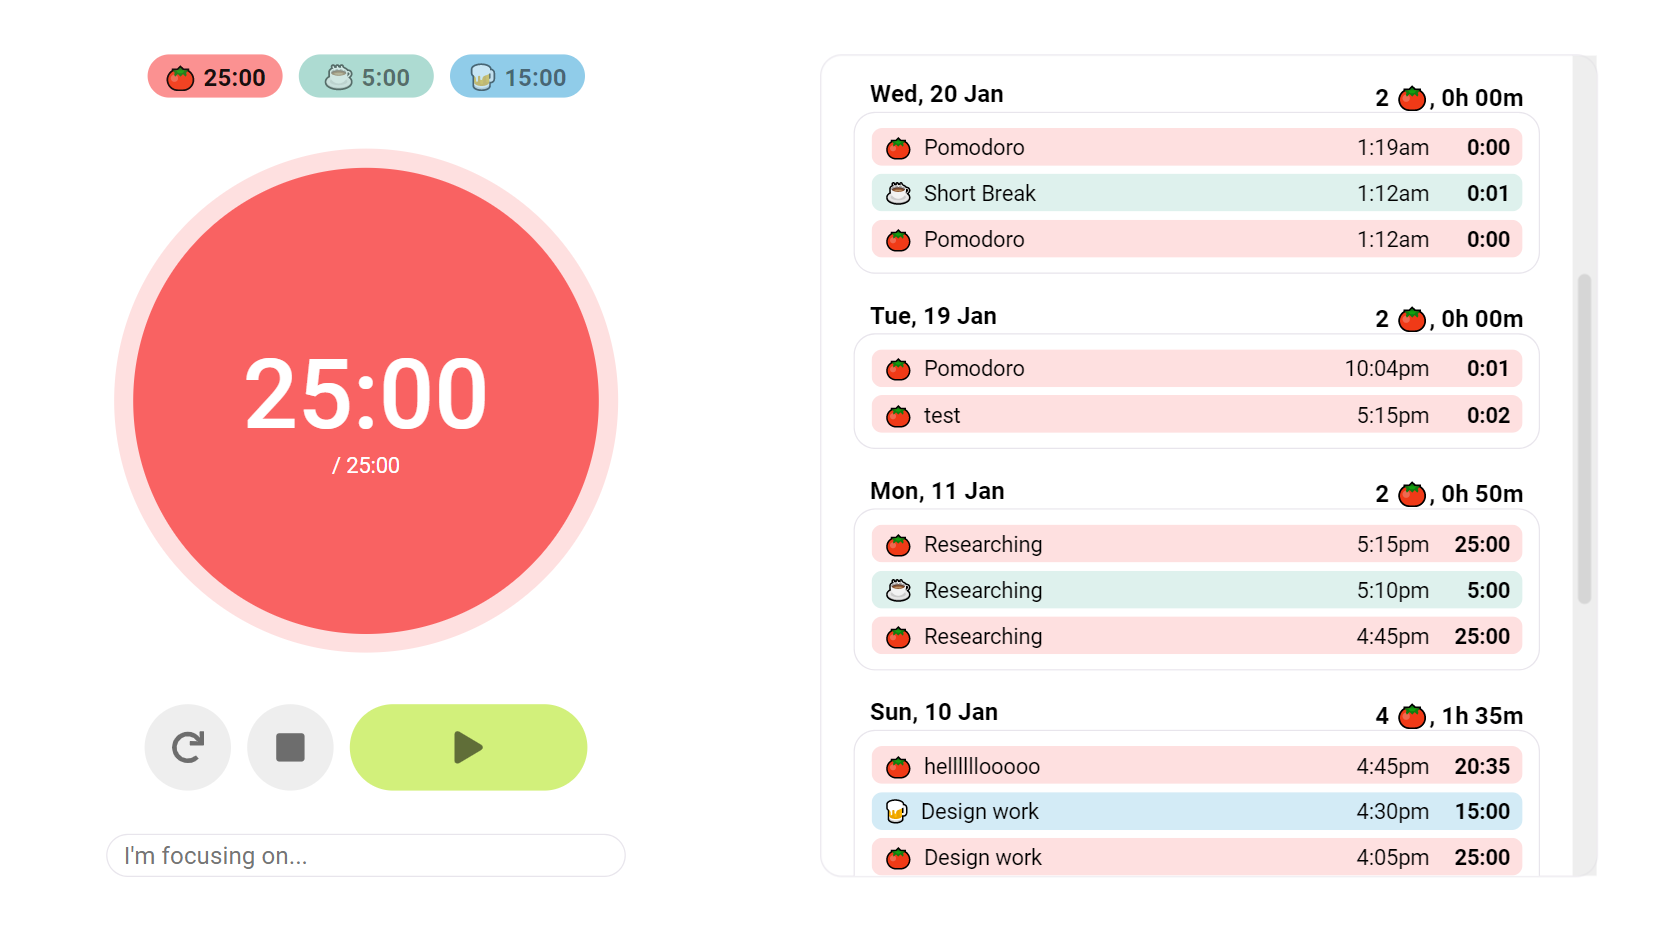 25:00 5:00 15:00
25:00
/ 25:00
I'm focusing on...
Wed, 20 Jan 2 , 0h 00m
Pomodoro 1:19am 0:00
Short Break 1:12am 0:01
Pomodoro 1:12am 0:00
Tue, 19 Jan 2 , 0h 00m
Pomodoro 10:04pm 0:01
test 5:15pm 0:02
Mon, 11 Jan 2 , 0h 50m
Researching 5:15pm 25:00
Researching 5:10pm 5:00
Researching 4:45pm 25:00
Sun, 10 Jan 4 , 1h 35m
hellllllooooo 4:45pm 20:35
Design work 4:30pm 15:00
Design work 4:05pm 25:00